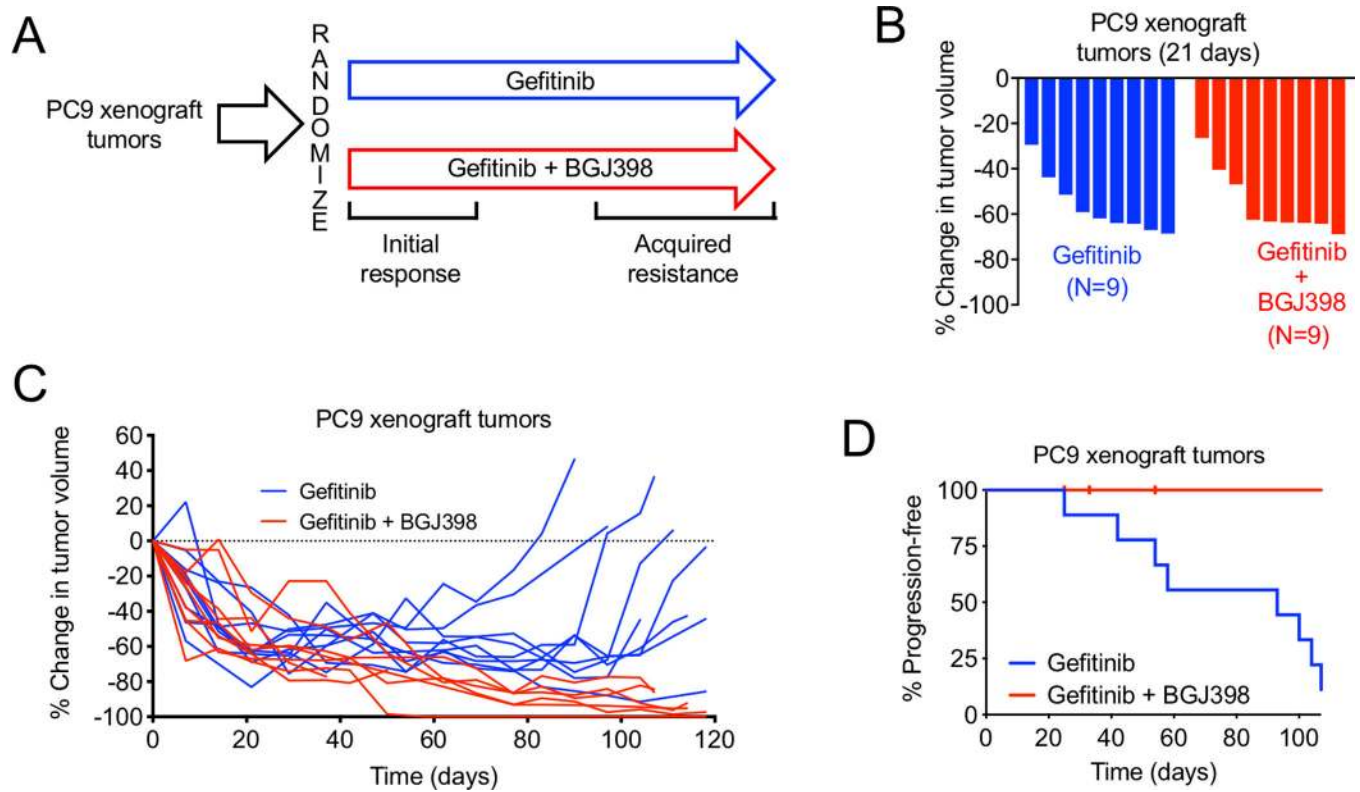 A
PC9 xenograft
tumors
RANDOMIZE
Gefitinib
Gefitinib + BGJ398
Initial
response
Acquired
resistance
B
PC9 xenograft
tumors (21 days)
% Change in tumor volume
0
-20
-40
-60
-80
-100
Gefitinib
(N=9)
Gefitinib
+
BGJ398
(N=9)
C
PC9 xenograft tumors
% Change in tumor volume
60
40
20
0
-20
-40
-60
-80
-100
Gefitinib
Gefitinib + BGJ398
0 20 40 60 80 100 120
Time (days)
D
PC9 xenograft tumors
% Progression-free
100
75
50
25
0
Gefitinib
Gefitinib + BGJ398
0 20 40 60 80 100
Time (days)